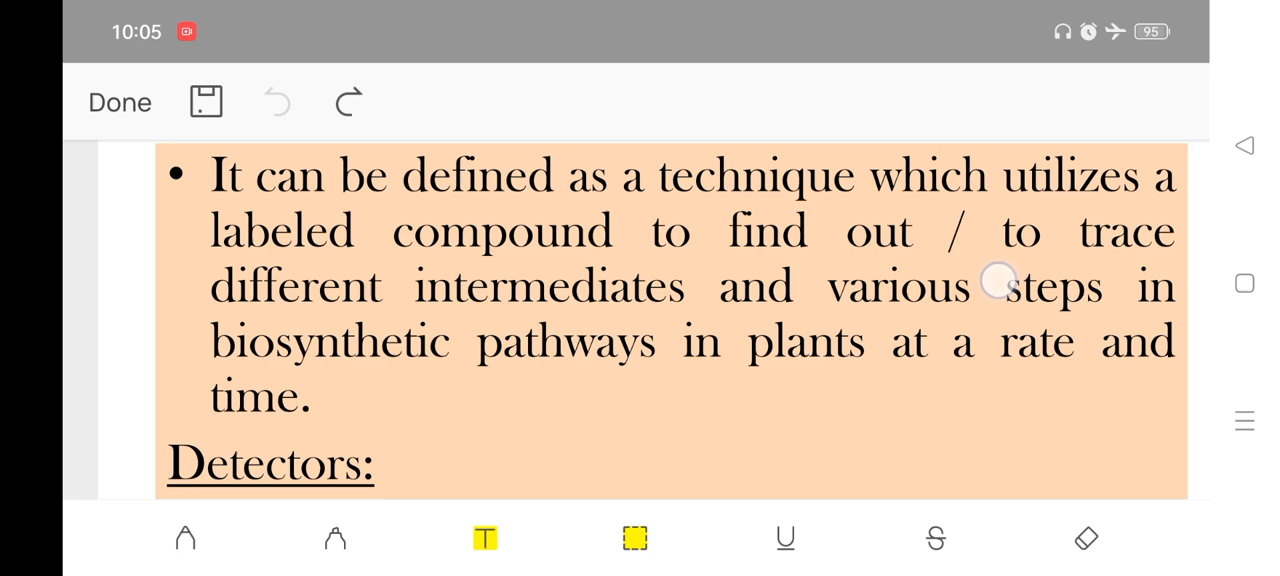 10:05
95
Done
• It can be defined as a technique which utilizes a
labeled compound to find out / to trace
different intermediates and various steps in
biosynthetic pathways in plants at a rate and
time.
Detectors:
T
U
S